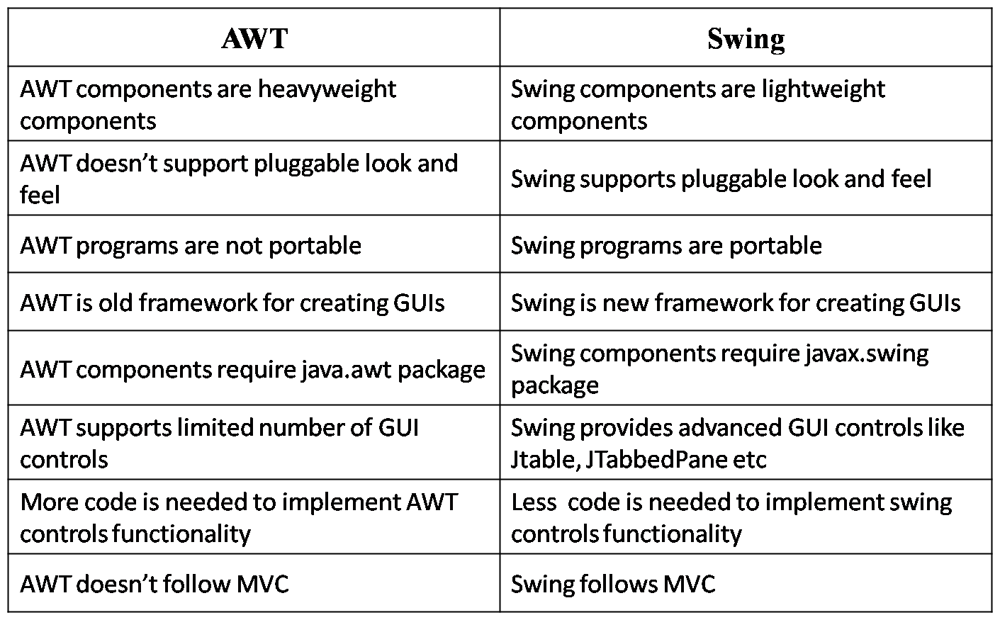 AWT
Swing
AWT components are heavyweight
components
Swing components are lightweight
components
AWT doesn’t support pluggable look and
feel
Swing supports pluggable look and feel
AWT programs are not portable
Swing programs are portable
AWT is old framework for creating GUIs
Swing is new framework for creating GUIs
AWT components require java.awt package
Swing components require javax.swing
package
AWT supports limited number of GUI
controls
Swing provides advanced GUI controls like
Jtable, JTabbedPane etc
More code is needed to implement AWT
controls functionality
Less  code is needed to implement swing
controls functionality
AWT doesn’t follow MVC
Swing follows MVC